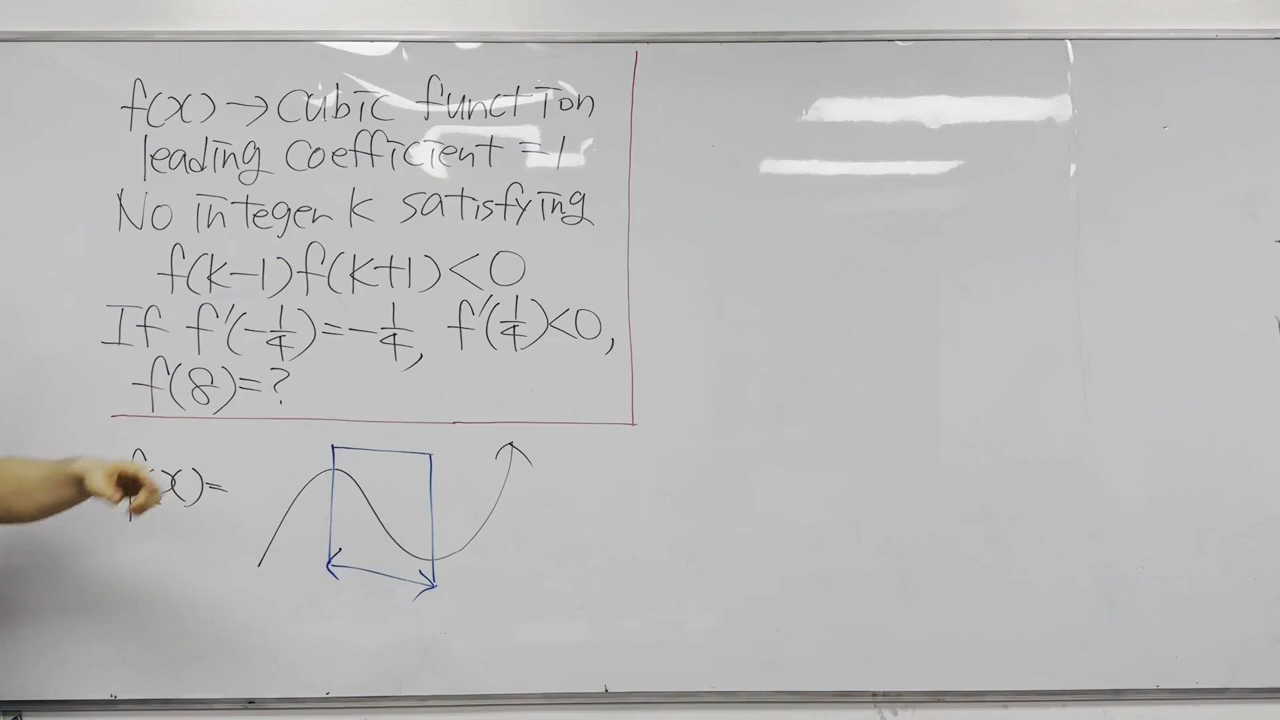 f(x) → cubic function
leading coefficient = 1
No integer k satisfying
f(k-1)f(k+1)<0
If f'(-1/4)=-1/4, f'(1/4)<0,
f(8)=?
(x)=